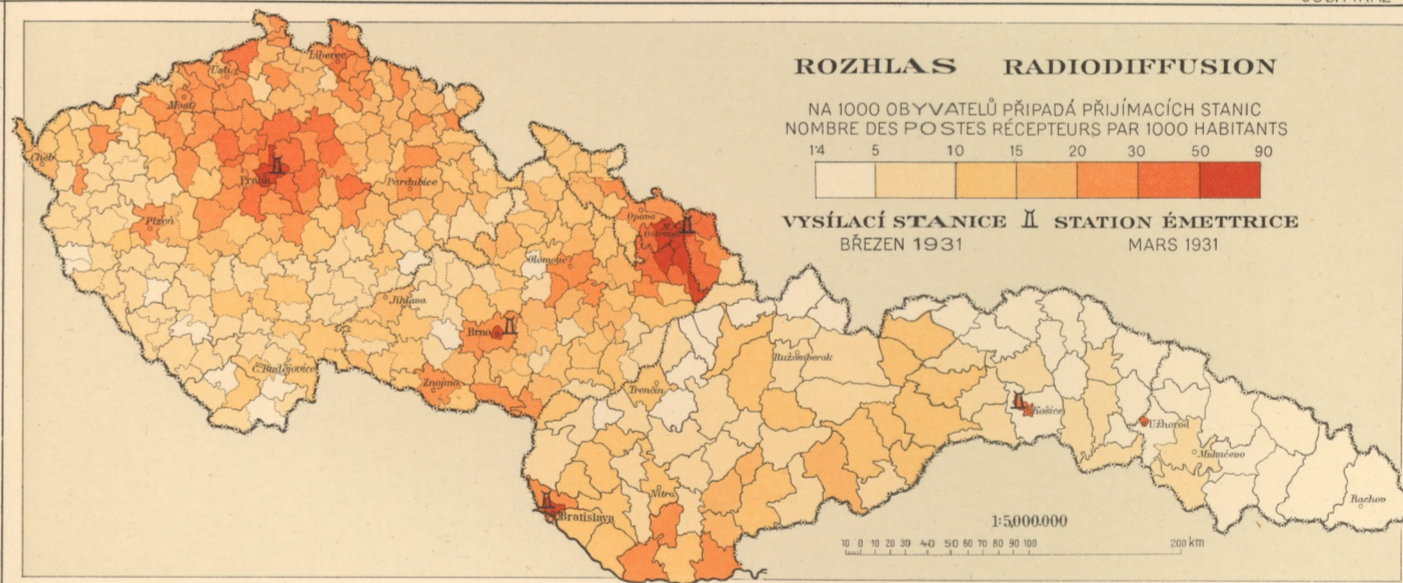 ROZHLAS RADIODIFFUSION
NA 1000 OBYVATELŮ PŘIPADÁ PŘIJÍMACÍCH STANIC
NOMBRE DES POSTES RÉCEPTEURS PAR 1000 HABITANTS
1'4 5 10 15 20 30 50 90
VYSÍLACÍ STANICE STATION ÉMETTRICE
BŘEZEN 1931 MARS 1931
Liberec
Ústí
Most
Cheb
Praha
Pardubice
Plzeň
Opava
M. Ostrava
Olomouc
Jihlava
Brno
Č. Budějovice
Znojmo
Ružomberok
Trenčín
Košice
Užhorod
Mukačevo
Nitra
Rachov
Bratislava
1:5,000.000
10 0 10 20 30 40 50 60 70 80 90 100 200 km